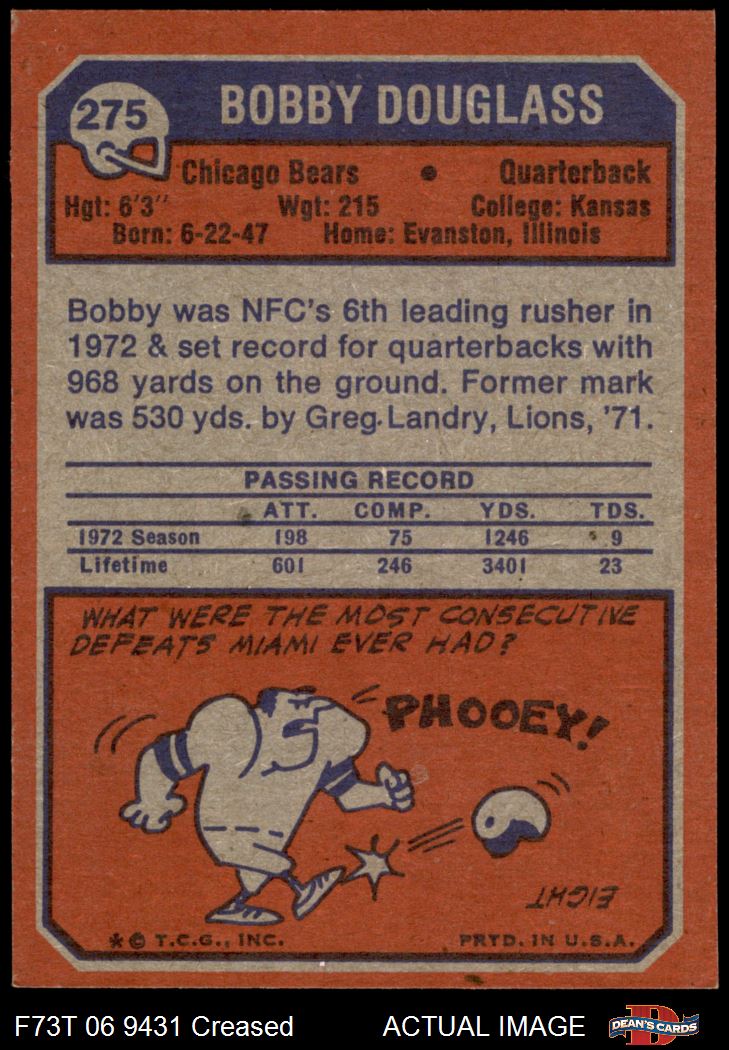 275
BOBBY DOUGLASS
Chicago Bears • Quarterback
Hgt: 6'3" Wgt: 215 College: Kansas
Born: 6-22-47 Home: Evanston, Illinois
Bobby was NFC's 6th leading rusher in
1972 & set record for quarterbacks with
968 yards on the ground. Former mark
was 530 yds. by Greg Landry, Lions, '71.
PASSING RECORD
ATT. COMP. YDS. TDS.
1972 Season 198 75 1246 9
Lifetime 601 246 3401 23
WHAT WERE THE MOST CONSECUTIVE
DEFEATS MIAMI EVER HAD?
PHOOEY!
EIGHT
* © T.C.G., INC. PRTD. IN U.S.A.
F73T 06 9431 Creased ACTUAL IMAGE
D
DEAN'S CARDS